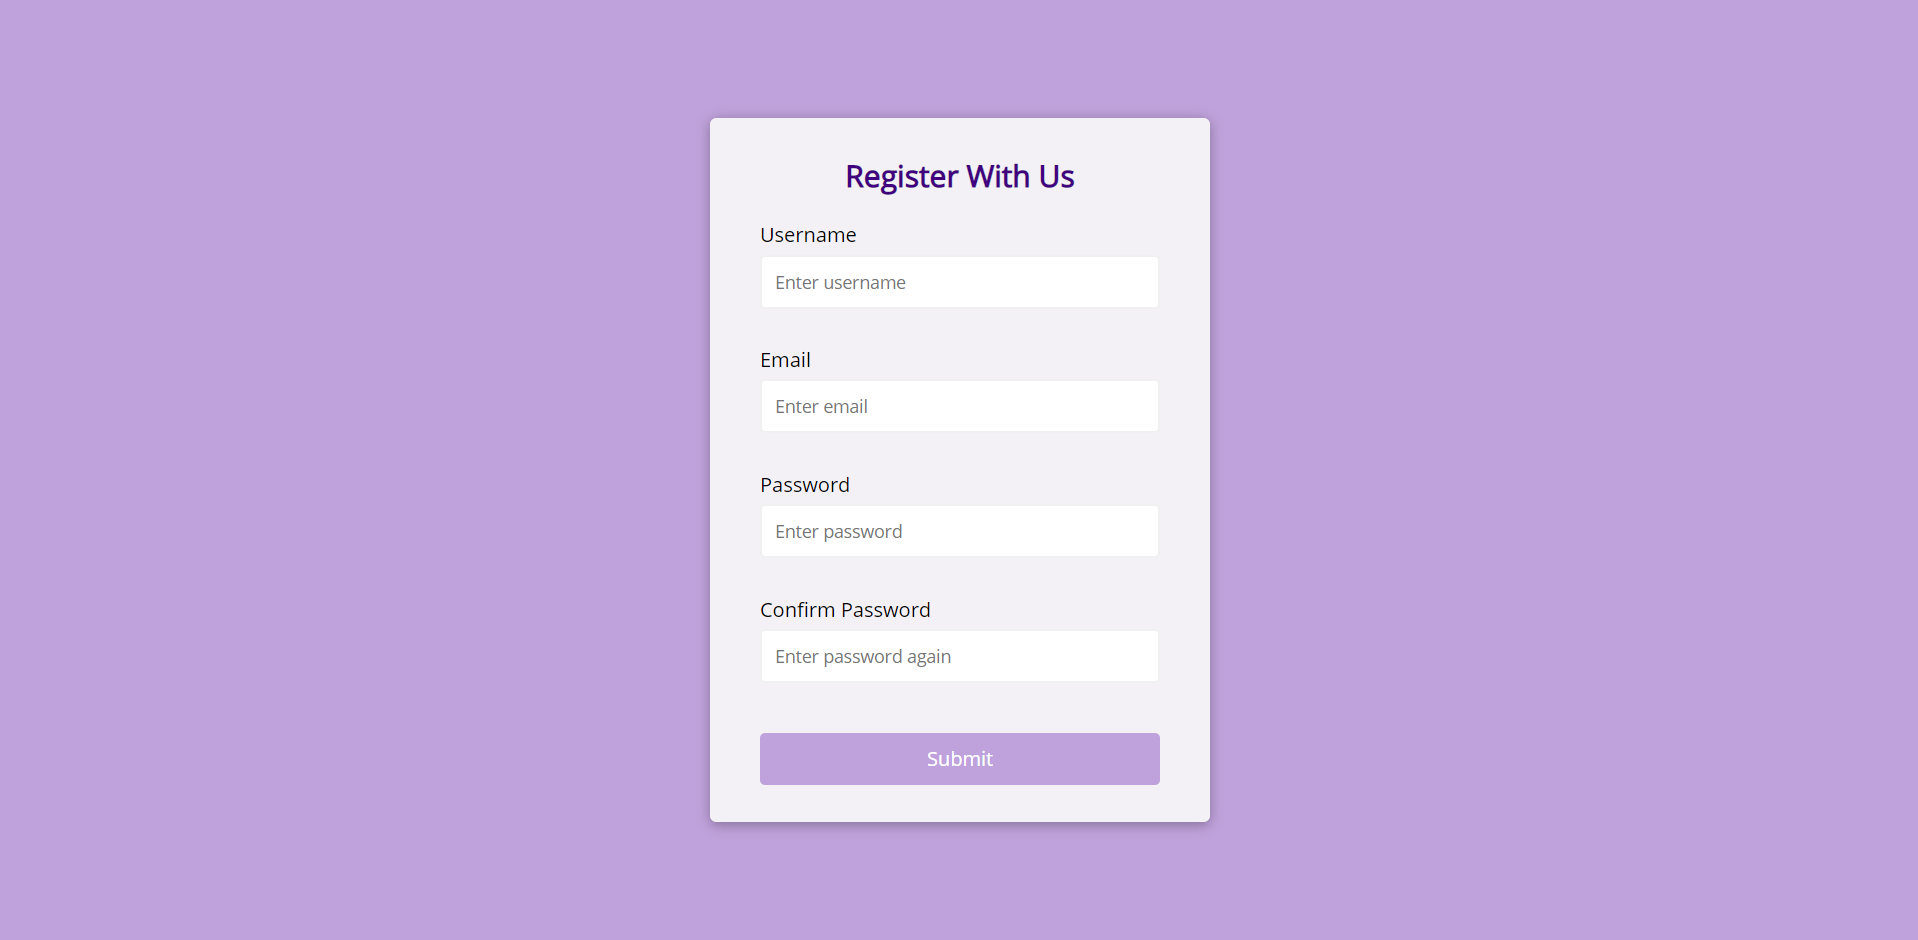 Register With Us
Username
Enter username
Email
Enter email
Password
Enter password
Confirm Password
Enter password again
Submit